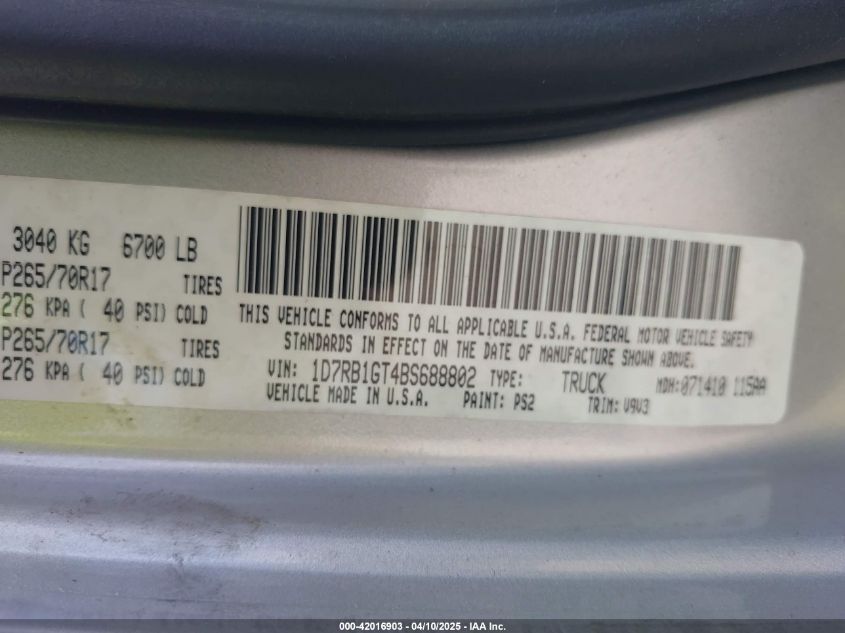 3040 KG 6700 LB
P265/70R17 TIRES
276 KPA ( 40 PSI) COLD
P265/70R17 TIRES
276 KPA ( 40 PSI) COLD
THIS VEHICLE CONFORMS TO ALL APPLICABLE U.S.A. FEDERAL MOTOR VEHICLE SAFETY
STANDARDS IN EFFECT ON THE DATE OF MANUFACTURE SHOWN ABOVE.
VIN: 1D7RB1GT4BS688802 TYPE: TRUCK MDH:071410 115AA
VEHICLE MADE IN U.S.A. PAINT: PS2 TRIM: V9V3
000-42016903 - 04/10/2025 - IAA Inc.